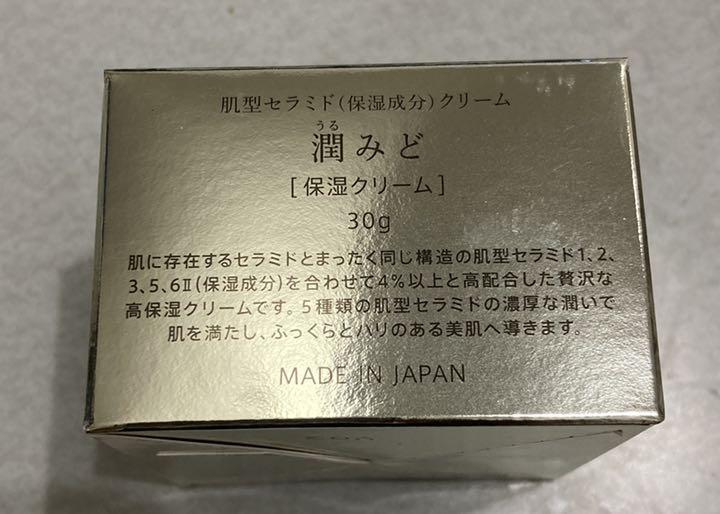 肌型セラミド(保湿成分)クリーム
うる
潤みど
[保湿クリーム]
30g
肌に存在するセラミドとまったく同じ構造の肌型セラミド1、2、
3、5、6Ⅱ(保湿成分)を合わせて4%以上と高配合した贅沢な
高保湿クリームです。5種類の肌型セラミドの濃厚な潤いで
肌を満たし、ふっくらとハリのある美肌へ導きます。
MADE IN JAPAN